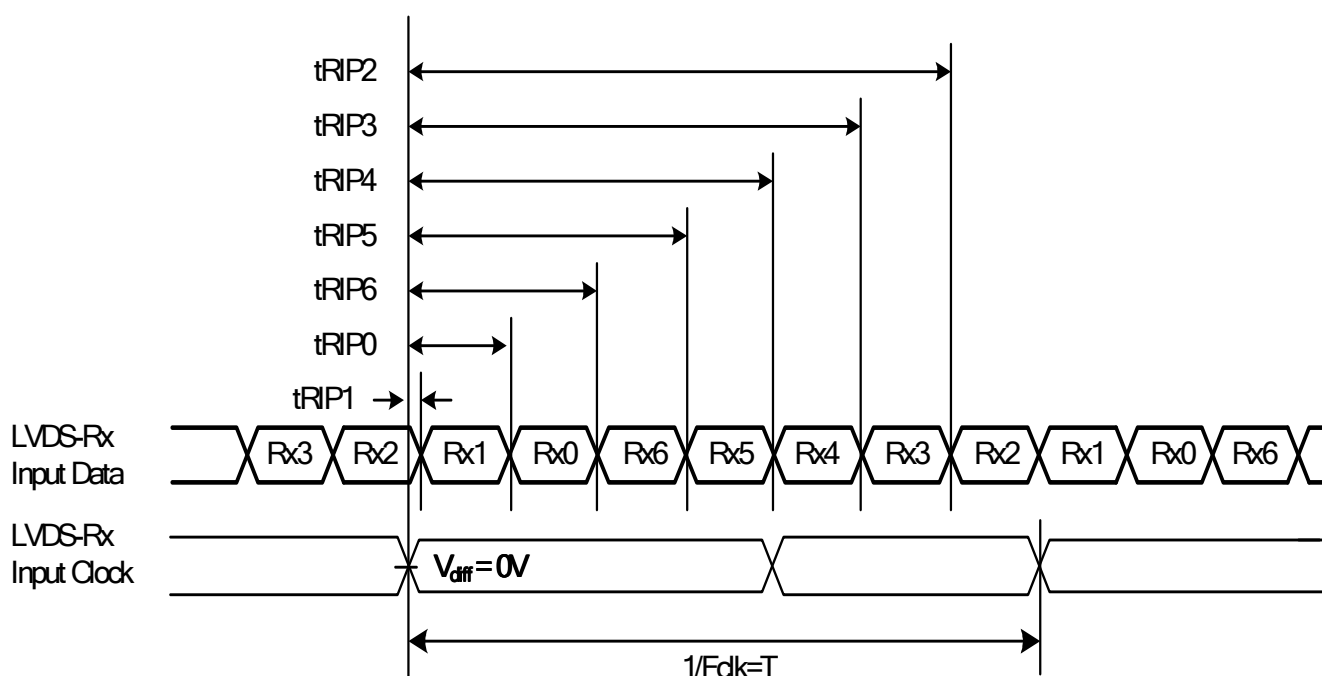 tRIP2
tRIP3
tRIP4
tRIP5
tRIP6
tRIP0
tRIP1
LVDS-Rx
Input Data
Rx3 Rx2 Rx1 Rx0 Rx6 Rx5 Rx4 Rx3 Rx2 Rx1 Rx0 Rx6
LVDS-Rx
Input Clock
Vdiff = 0V
1/Fclk=T